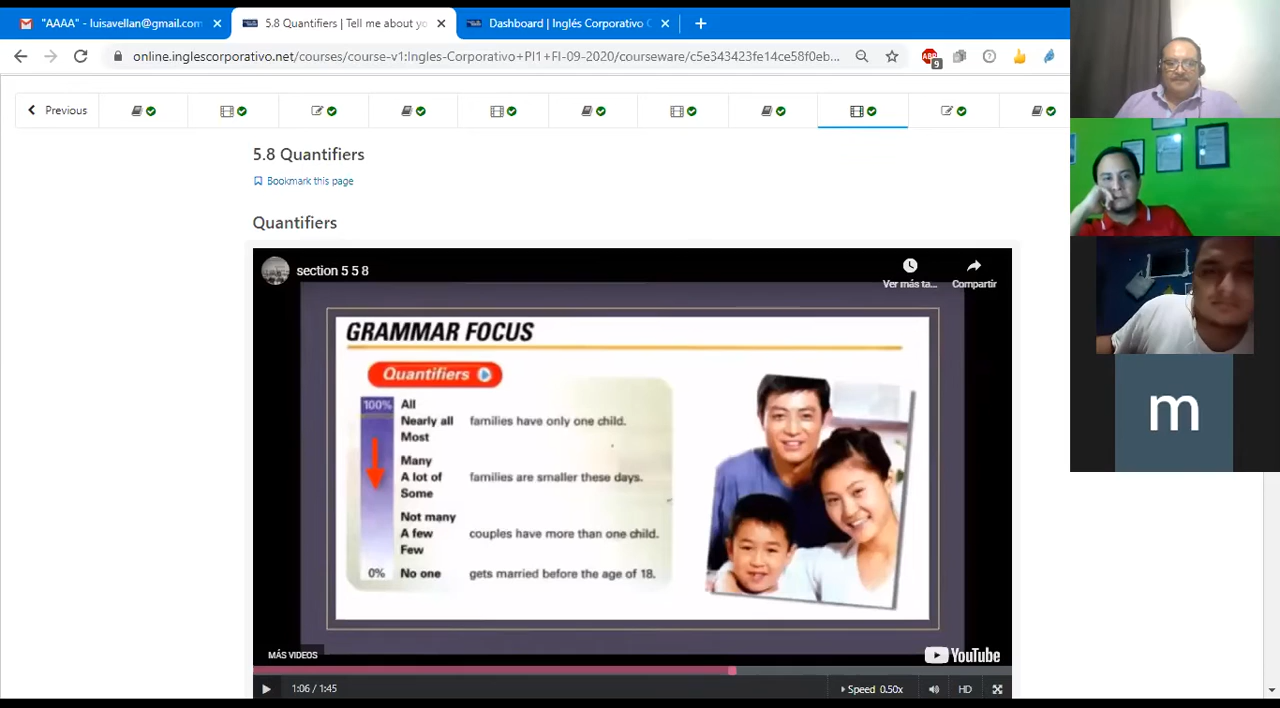 "AAAA" - luisavellan@gmail.com
5.8 Quantifiers | Tell me about yo
Dashboard | Inglés Corporativo
online.inglescorporativo.net/courses/course-v1:Ingles-Corporativo+PI1+FI-09-2020/courseware/c5e343423fe14ce58f0eb...
ABP
9
Previous
5.8 Quantifiers
Bookmark this page
Quantifiers
section 5 5 8
Ver más ta...
Compartir
GRAMMAR FOCUS
Quantifiers
100%
All
Nearly all families have only one child.
Most
Many
A lot of families are smaller these days.
Some
Not many
A few couples have more than one child.
Few
0% No one gets married before the age of 18.
MÁS VIDEOS
YouTube
1:06 / 1:45
Speed 0.50x
HD
m